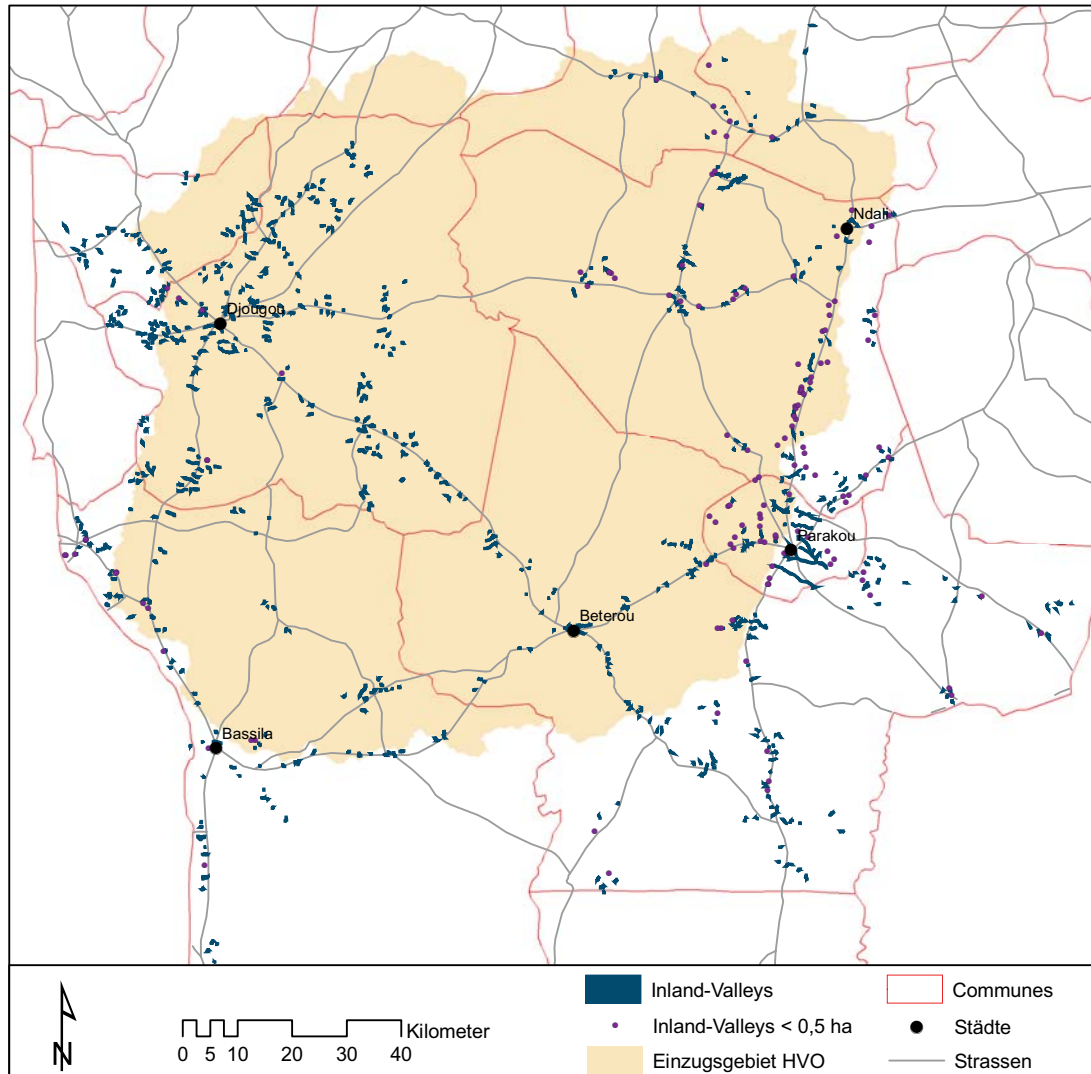 Ndali
Djougou
Parakou
Beterou
Bassila
N
Kilometer
0 5 10 20 30 40
Inland-Valleys
Inland-Valleys < 0,5 ha
Einzugsgebiet HVO
Communes
Städte
Strassen